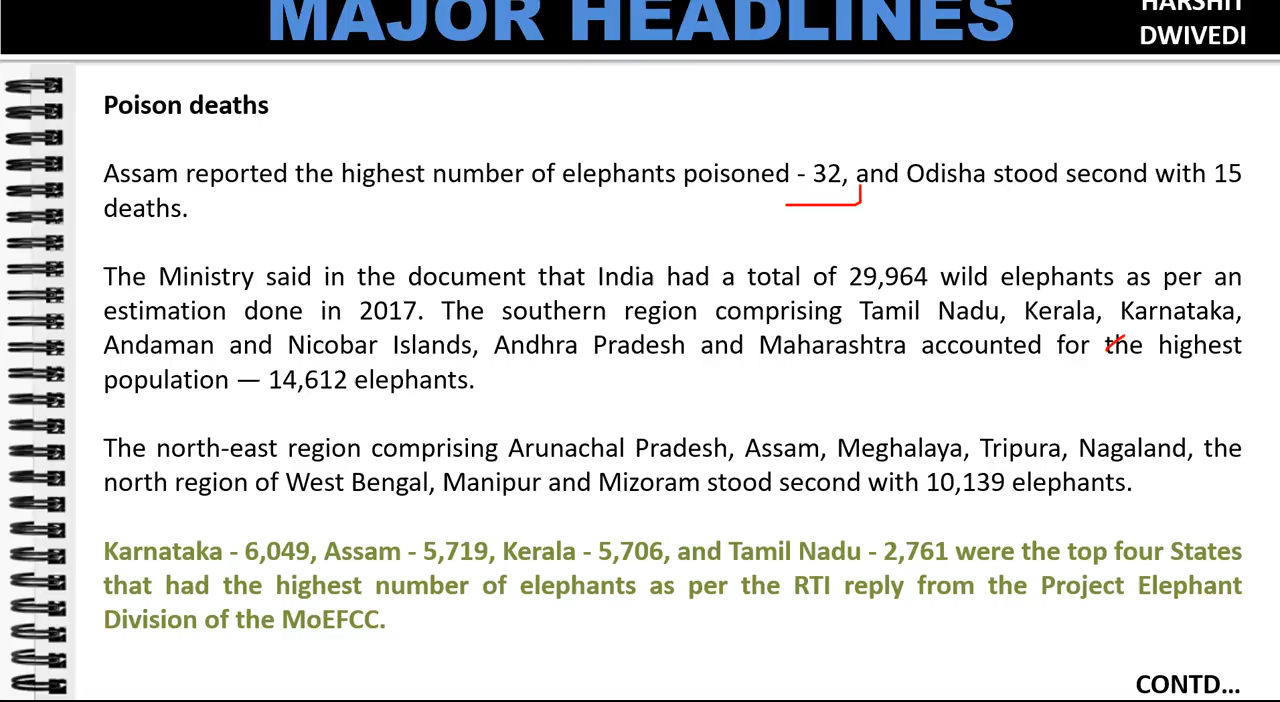 MAJOR HEADLINES
HARSHIT
DWIVEDI
Poison deaths
Assam reported the highest number of elephants poisoned - 32, and Odisha stood second with 15
deaths.
The Ministry said in the document that India had a total of 29,964 wild elephants as per an
estimation done in 2017. The southern region comprising Tamil Nadu, Kerala, Karnataka,
Andaman and Nicobar Islands, Andhra Pradesh and Maharashtra accounted for the highest
population — 14,612 elephants.
The north-east region comprising Arunachal Pradesh, Assam, Meghalaya, Tripura, Nagaland, the
north region of West Bengal, Manipur and Mizoram stood second with 10,139 elephants.
Karnataka - 6,049, Assam - 5,719, Kerala - 5,706, and Tamil Nadu - 2,761 were the top four States
that had the highest number of elephants as per the RTI reply from the Project Elephant
Division of the MoEFCC.
CONTD...